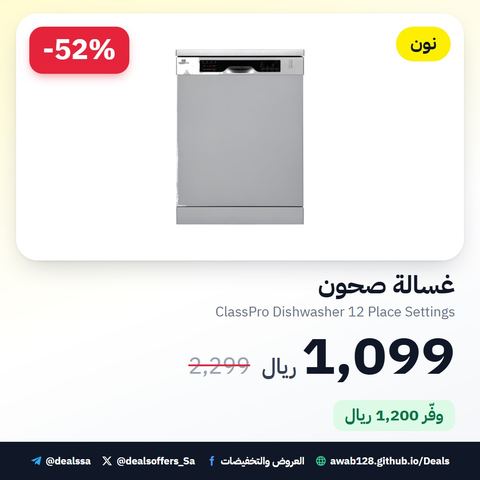 -52%
نون
غسالة صحون
ClassPro Dishwasher 12 Place Settings
1,099 ريال 2,299
وفّر 1,200 ريال
@dealssa @dealsoffers_Sa العروض والتخفيضات awab128.github.io/Deals